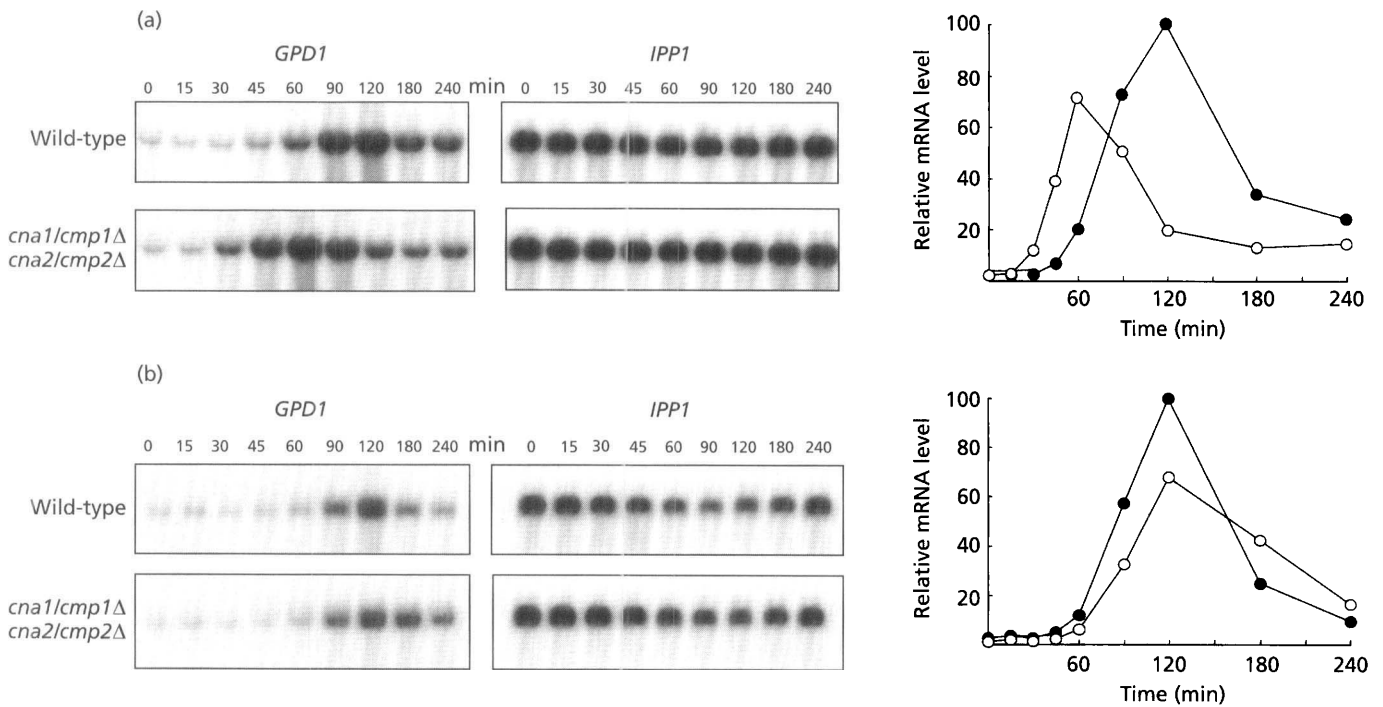 (a)
GPD1
IPP1
0 15 30 45 60 90 120 180 240 min 0 15 30 45 60 90 120 180 240
Wild-type
cna1/cmp1Δ
cna2/cmp2Δ
100
80
60
40
20
Relative mRNA level
60 120 180 240
Time (min)
(b)
GPD1
IPP1
0 15 30 45 60 90 120 180 240 min 0 15 30 45 60 90 120 180 240
Wild-type
cna1/cmp1Δ
cna2/cmp2Δ
100
80
60
40
20
Relative mRNA level
60 120 180 240
Time (min)